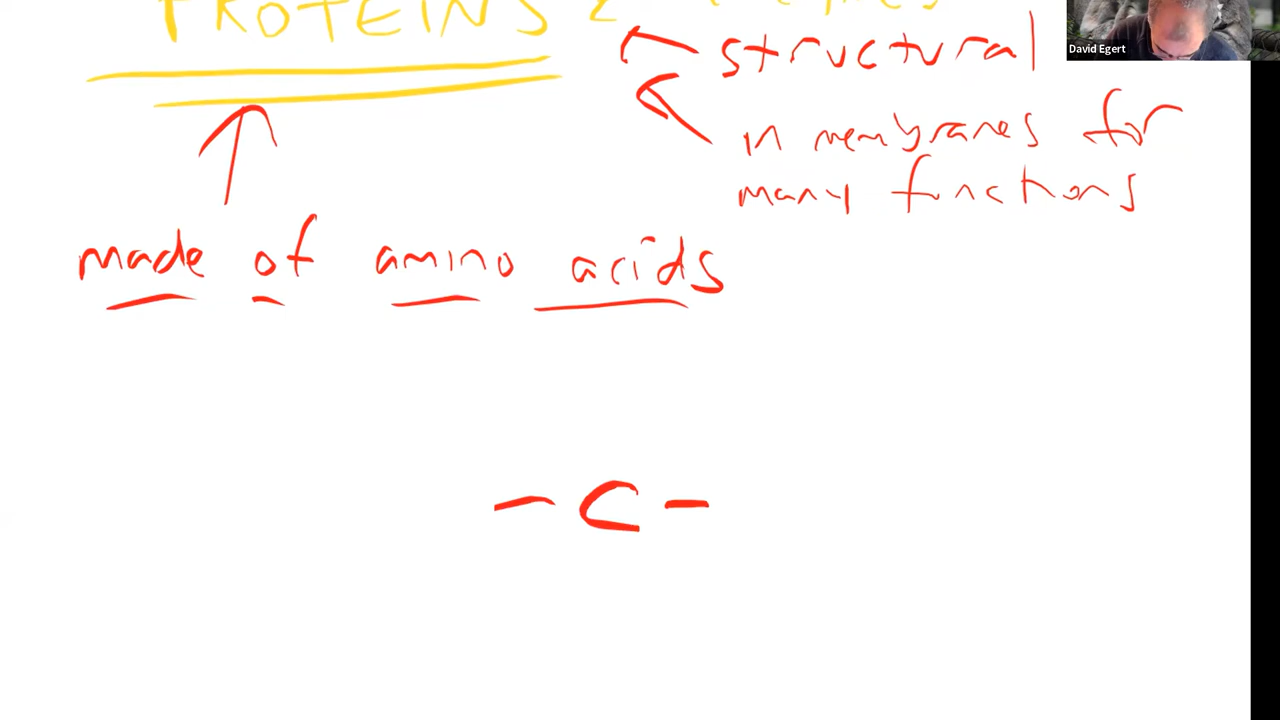 PROTEINS
structural
David Egert
in membranes for
many functions
made of amino acids
- C -